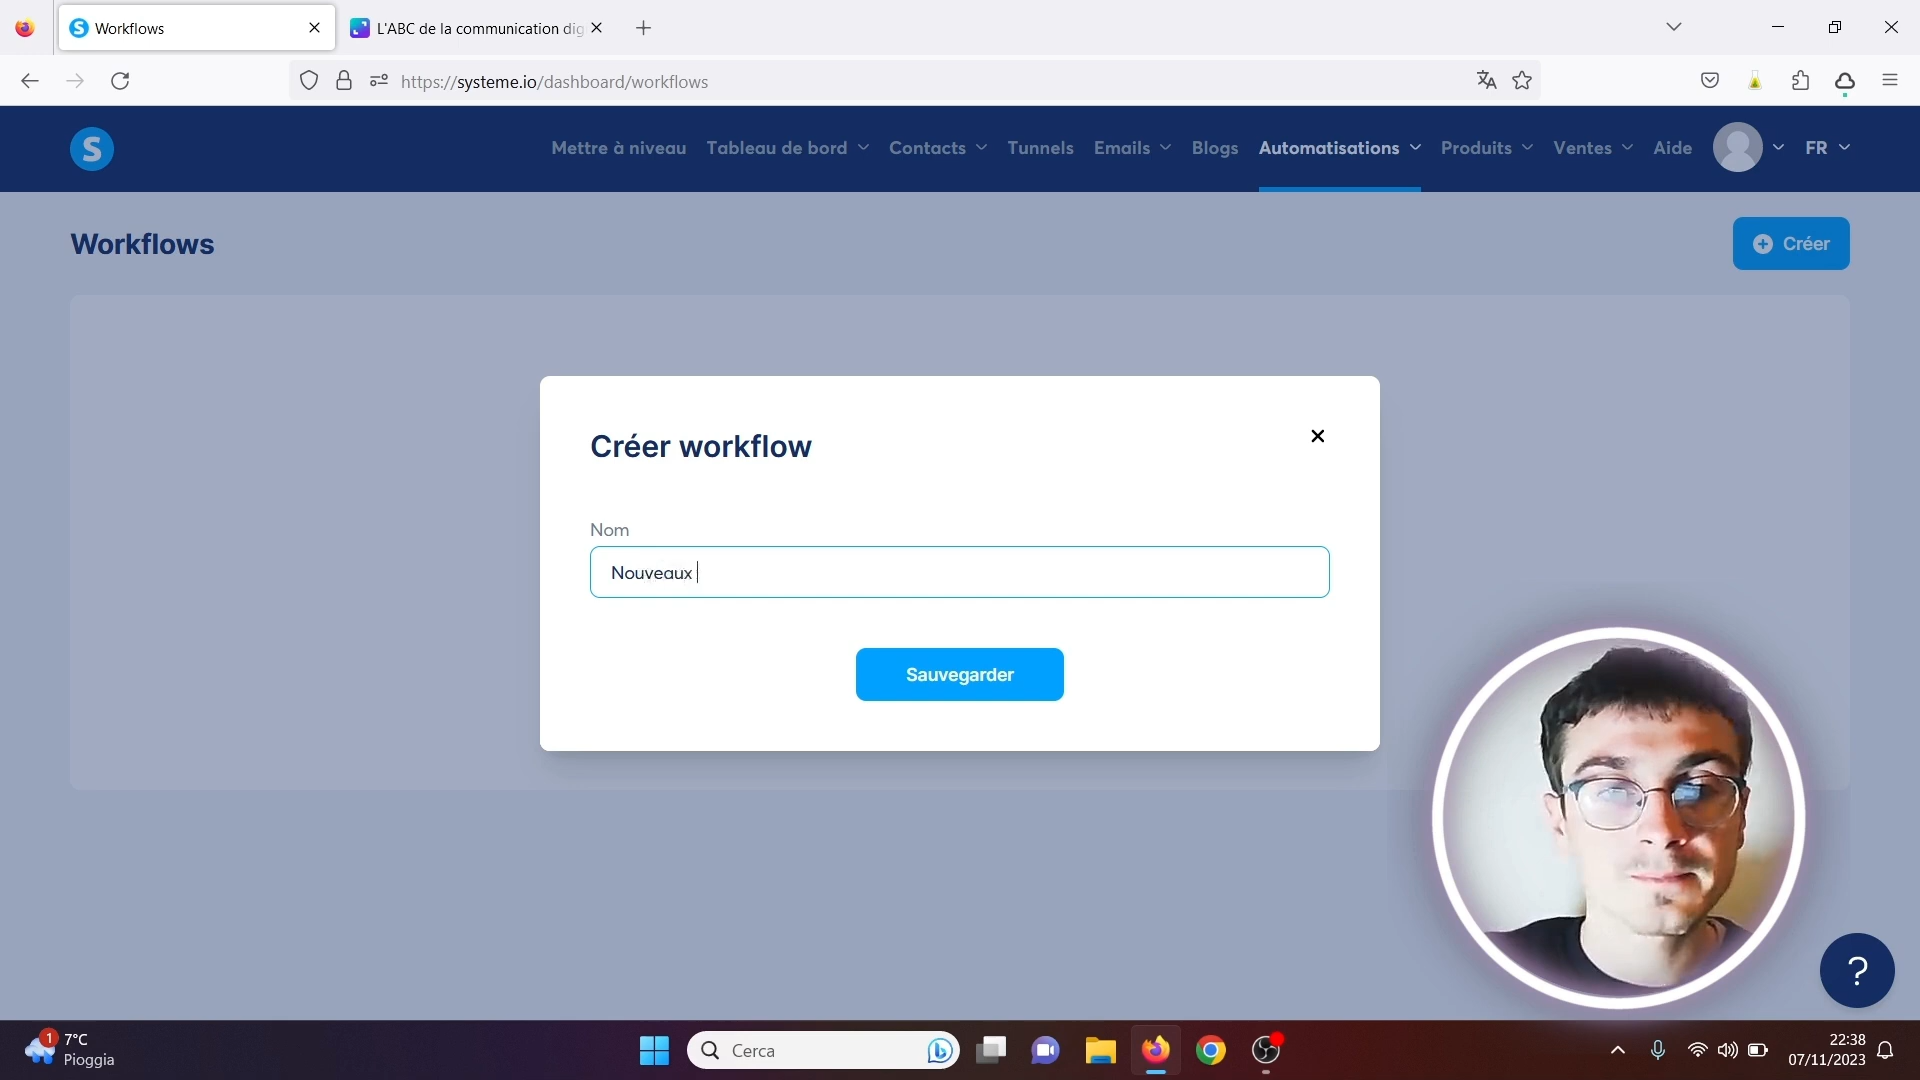 Workflows
L'ABC de la communication dig
https://systeme.io/dashboard/workflows
S
Mettre à niveau
Tableau de bord
Contacts
Tunnels
Emails
Blogs
Automatisations
Produits
Ventes
Aide
FR
Workflows
Créer
Créer workflow
Nom
Nouveaux
Sauvegarder
?
1
7°C
Pioggia
Cerca
22:38
07/11/2023